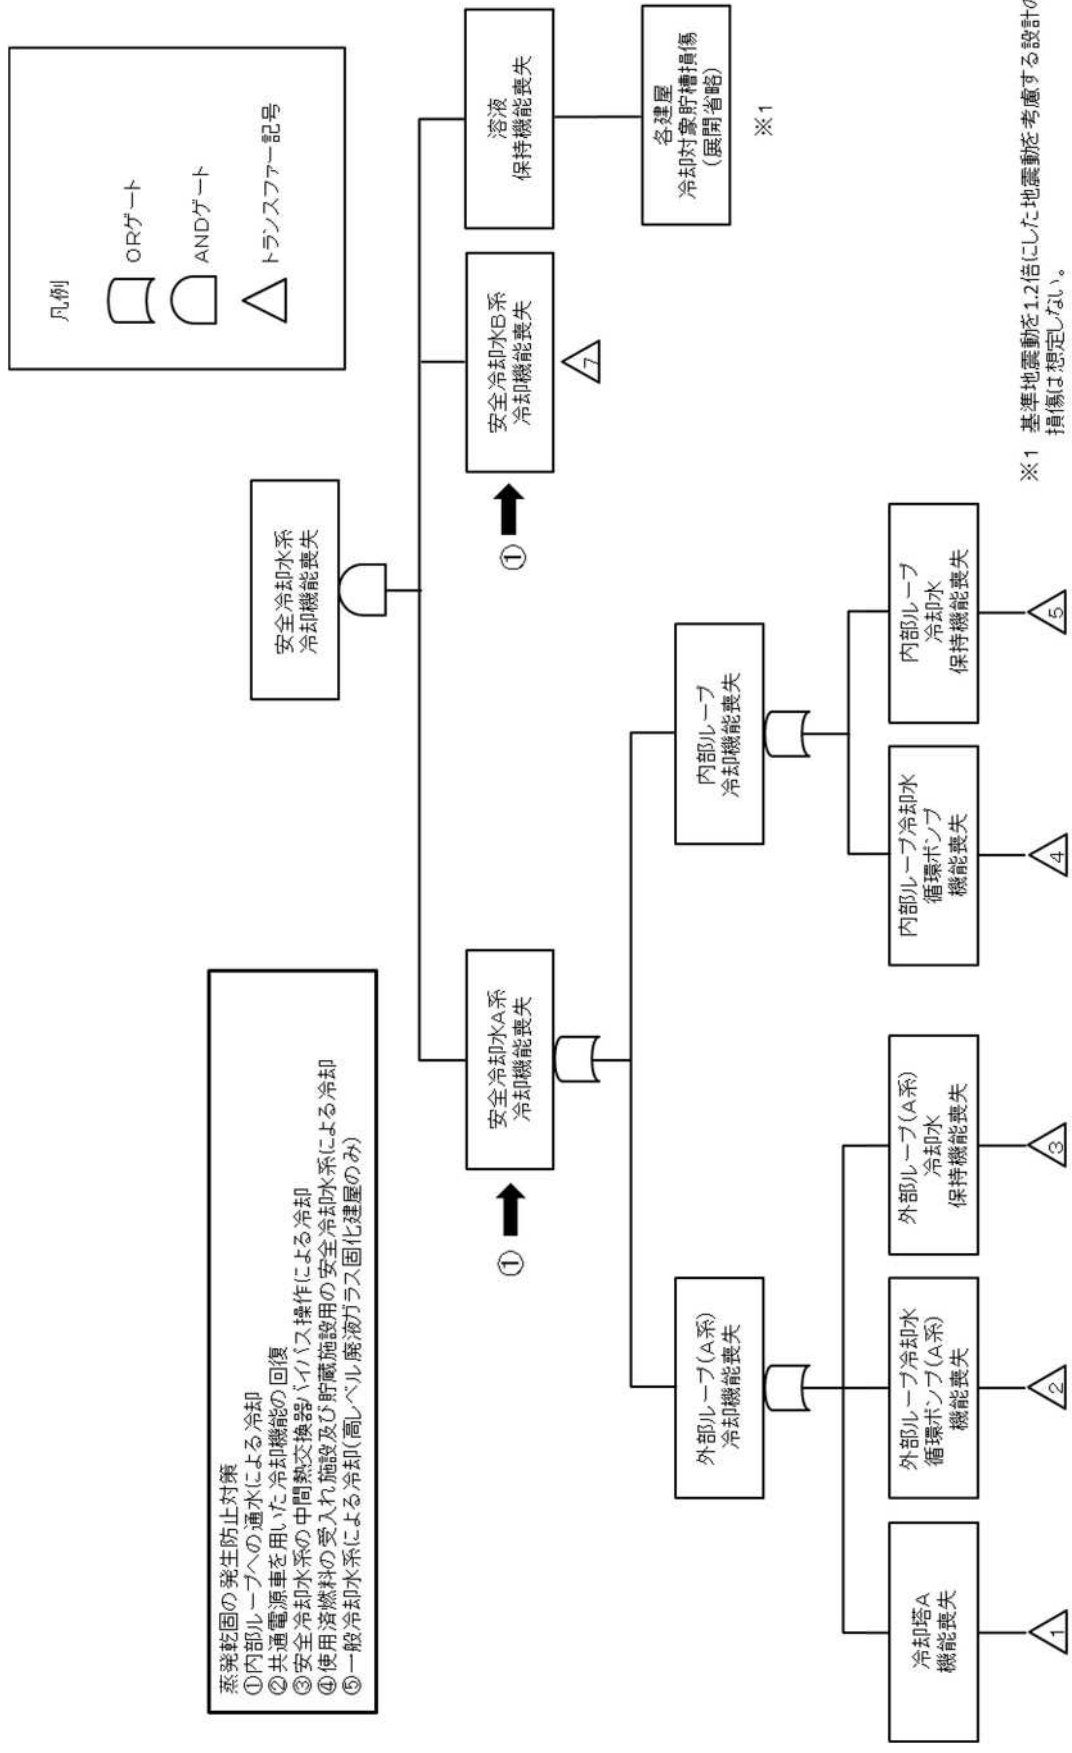 蒸発乾固の発生防止対策
①内部ループへの通水による冷却
②共通電源車を用いた冷却機能の回復
③安全冷却水系の中間熱交換器バイパス操作による冷却
④使用済燃料の受入れ施設及び貯蔵施設用の安全冷却水系による冷却
⑤一般冷却水系による冷却(高レベル廃液ガラス固化建屋のみ)
凡例
ORゲート
ANDゲート
トランスファー記号
安全冷却水系
冷却機能喪失
①
安全冷却水A系
冷却機能喪失
①
安全冷却水B系
冷却機能喪失
7
溶液
保持機能喪失
外部ループ(A系)
冷却機能喪失
内部ループ
冷却機能喪失
各建屋
冷却対象貯槽損傷
(展開省略)
※1
冷却塔A
機能喪失
1
外部ループ冷却水
循環ポンプ(A系)
機能喪失
2
外部ループ(A系)
冷却水
保持機能喪失
3
内部ループ冷却水
循環ポンプ
機能喪失
4
内部ループ
冷却水
保持機能喪失
5
※1 基準地震動を1.2倍にした地震動を考慮する設計の
損傷は想定しない。